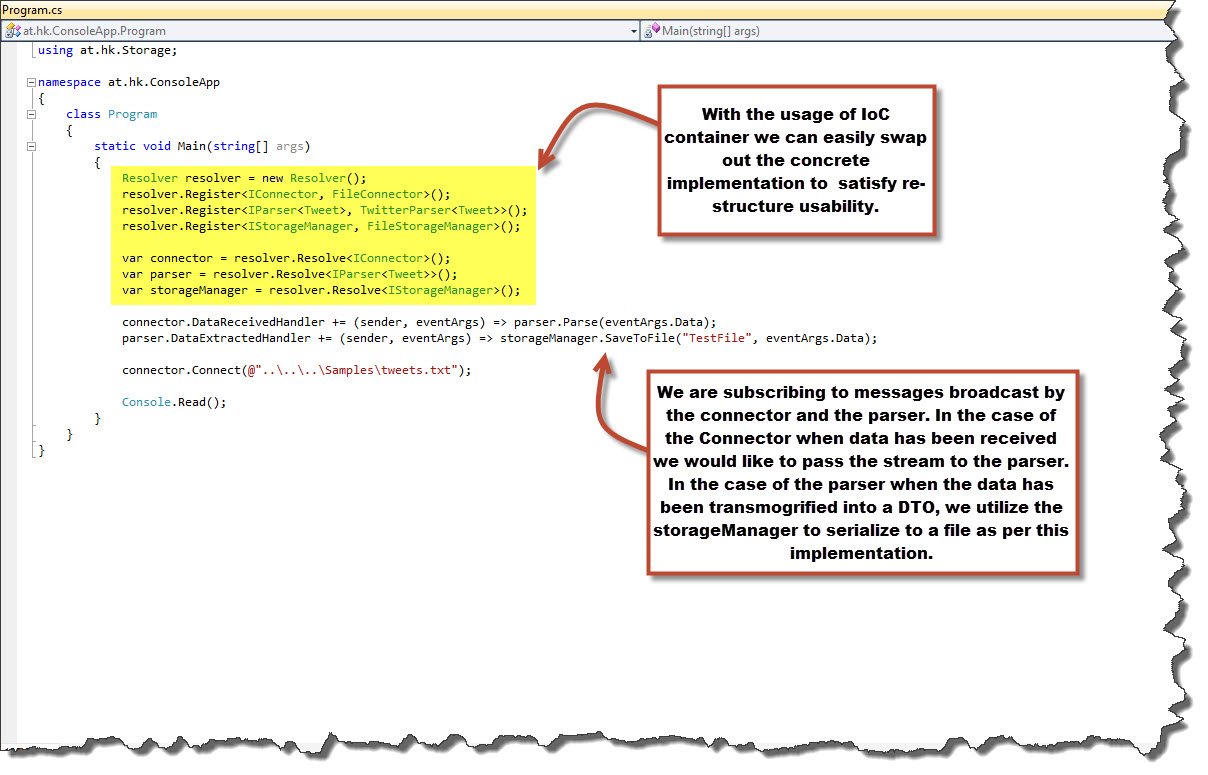 Program.cs
at.hk.ConsoleApp.Program
Main(string[] args)
using at.hk.Storage;
namespace at.hk.ConsoleApp
{
class Program
{
static void Main(string[] args)
{
Resolver resolver = new Resolver();
resolver.Register<IConnector, FileConnector>();
resolver.Register<IParser<Tweet>, TwitterParser<Tweet>>();
resolver.Register<IStorageManager, FileStorageManager>();
var connector = resolver.Resolve<IConnector>();
var parser = resolver.Resolve<IParser<Tweet>>();
var storageManager = resolver.Resolve<IStorageManager>();
connector.DataReceivedHandler += (sender, eventArgs) => parser.Parse(eventArgs.Data);
parser.DataExtractedHandler += (sender, eventArgs) => storageManager.SaveToFile("TestFile", eventArgs.Data);
connector.Connect(@"..\..\..\Samples\tweets.txt");
Console.Read();
}
}
}
With the usage of IoC
container we can easily swap
out the concrete
implementation to  satisfy re-
structure usability.
We are subscribing to messages broadcast by
the connector and the parser. In the case of
the Connector when data has been received
we would like to pass the stream to the parser.
In the case of the parser when the data has
been transmogrified into a DTO, we utilize the
storageManager to serialize to a file as per this
implementation.